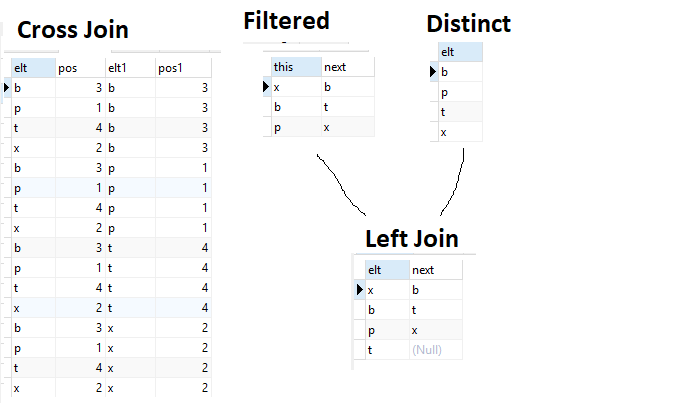 Cross Join
elt pos elt1 pos1
b 3 b 3
p 1 b 3
t 4 b 3
x 2 b 3
b 3 p 1
p 1 p 1
t 4 p 1
x 2 p 1
b 3 t 4
p 1 t 4
t 4 t 4
x 2 t 4
b 3 x 2
p 1 x 2
t 4 x 2
x 2 x 2
Filtered
this next
x b
b t
p x
Distinct
elt
b
p
t
x
Left Join
elt next
x b
b t
p x
t (Null)